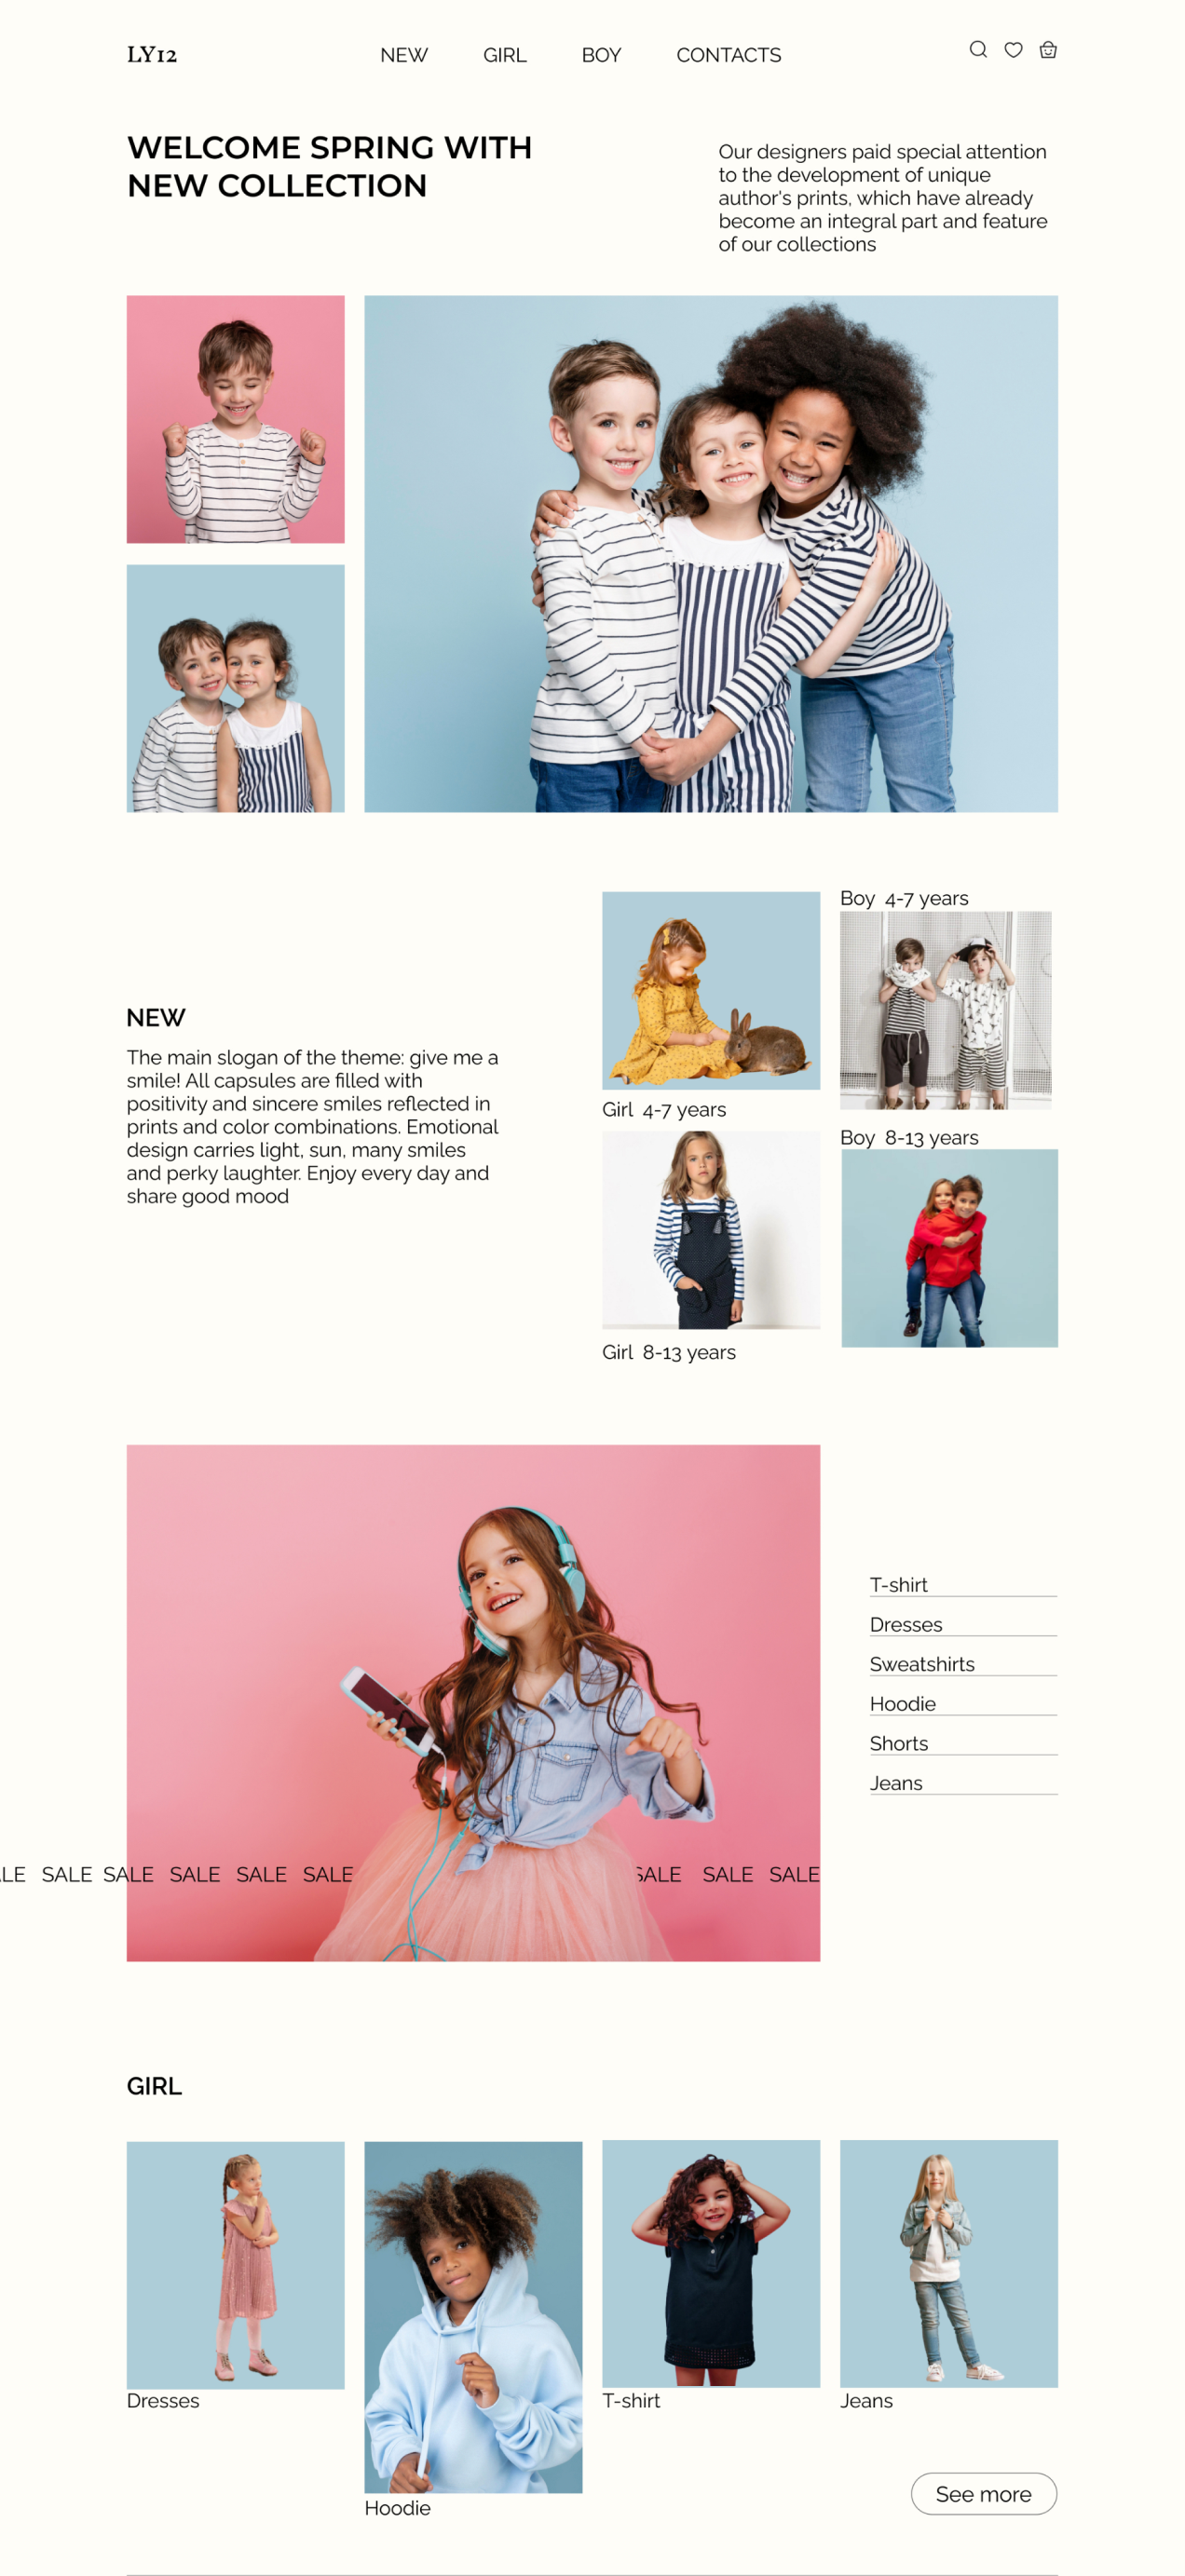 LY12
NEW GIRL BOY CONTACTS
WELCOME SPRING WITH
NEW COLLECTION
Our designers paid special attention
to the development of unique
author's prints, which have already
become an integral part and feature
of our collections
NEW
The main slogan of the theme: give me a
smile! All capsules are filled with
positivity and sincere smiles reflected in
prints and color combinations. Emotional
design carries light, sun, many smiles
and perky laughter. Enjoy every day and
share good mood
Girl 4-7 years
Boy 4-7 years
Girl 8-13 years
Boy 8-13 years
T-shirt
Dresses
Sweatshirts
Hoodie
Shorts
Jeans
LE SALE SALE SALE SALE SALE SALE SALE SALE
GIRL
Dresses
Hoodie
T-shirt
Jeans
See more